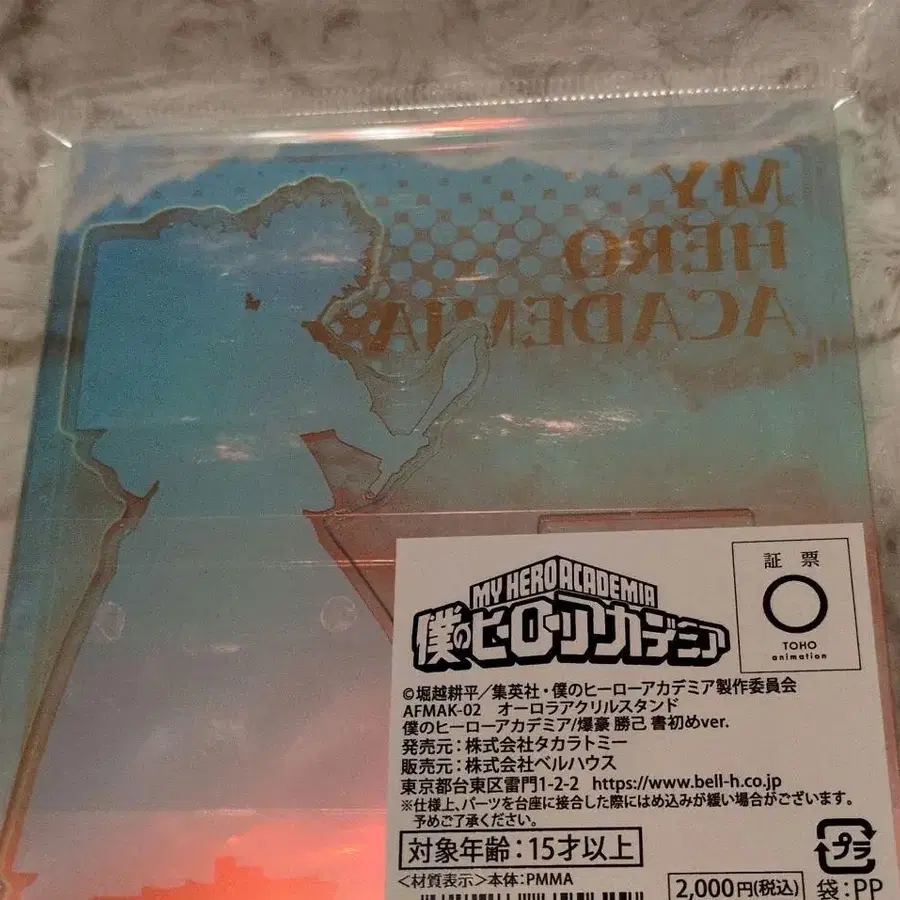 MY
HERO
ACADEMIA
MY HERO ACADEMIA
僕のヒーローアカデミア
証票
TOHO
animation
©堀越耕平／集英社・僕のヒーローアカデミア製作委員会
AFMAK-02 オーロラアクリルスタンド
僕のヒーローアカデミア/爆豪 勝己 書初めver.
発売元：株式会社タカラトミー
販売元：株式会社ベルハウス
東京都台東区雷門1-2-2 https://www.bell-h.co.jp
※仕様上、パーツを台座に接合した際にはめ込みが緩い場合がございます。
予めご了承ください。
対象年齢：15才以上
＜材質表示＞本体：PMMA
2,000円(税込)
プラ
袋：PP